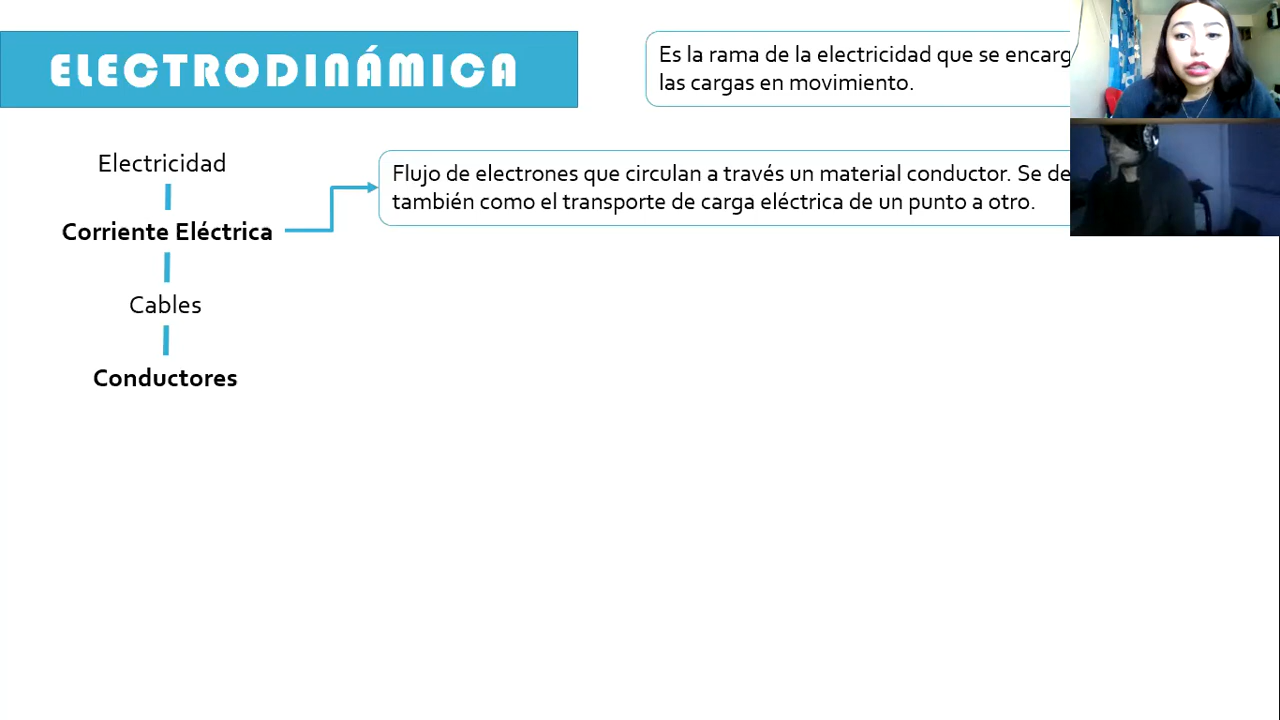 ELECTRODINÁMICA
Es la rama de la electricidad que se
las cargas en movimiento.
Electricidad
Flujo de electrones que circulan a través un material conductor. Se
también como el transporte de carga eléctrica de un punto a otro.
Corriente Eléctrica
Cables
Conductores